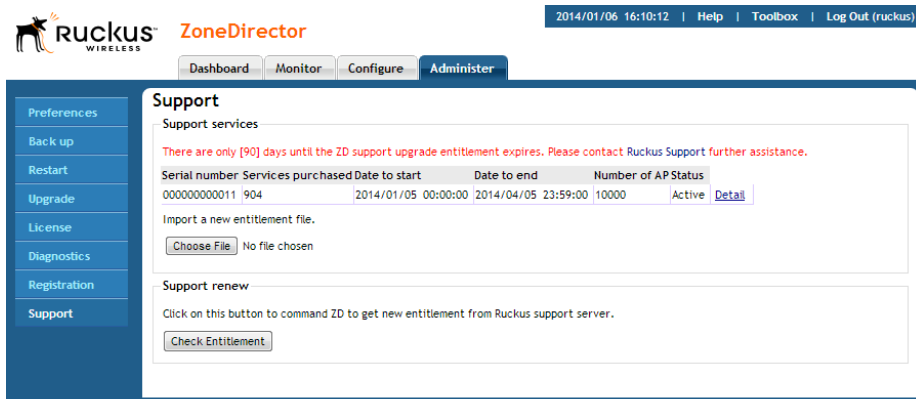 2014/01/06 16:10:12 | Help | Toolbox | Log Out (ruckus)
RUCKUS™
WIRELESS
ZoneDirector
Dashboard Monitor Configure Administer
Preferences
Back up
Restart
Upgrade
License
Diagnostics
Registration
Support
Support
Support services
There are only [90] days until the ZD support upgrade entitlement expires. Please contact Ruckus Support further assistance.
Serial number Services purchased Date to start Date to end Number of AP Status
000000000011 904 2014/01/05 00:00:00 2014/04/05 23:59:00 10000 Active Detail
Import a new entitlement file.
Choose File No file chosen
Support renew
Click on this button to command ZD to get new entitlement from Ruckus support server.
Check Entitlement